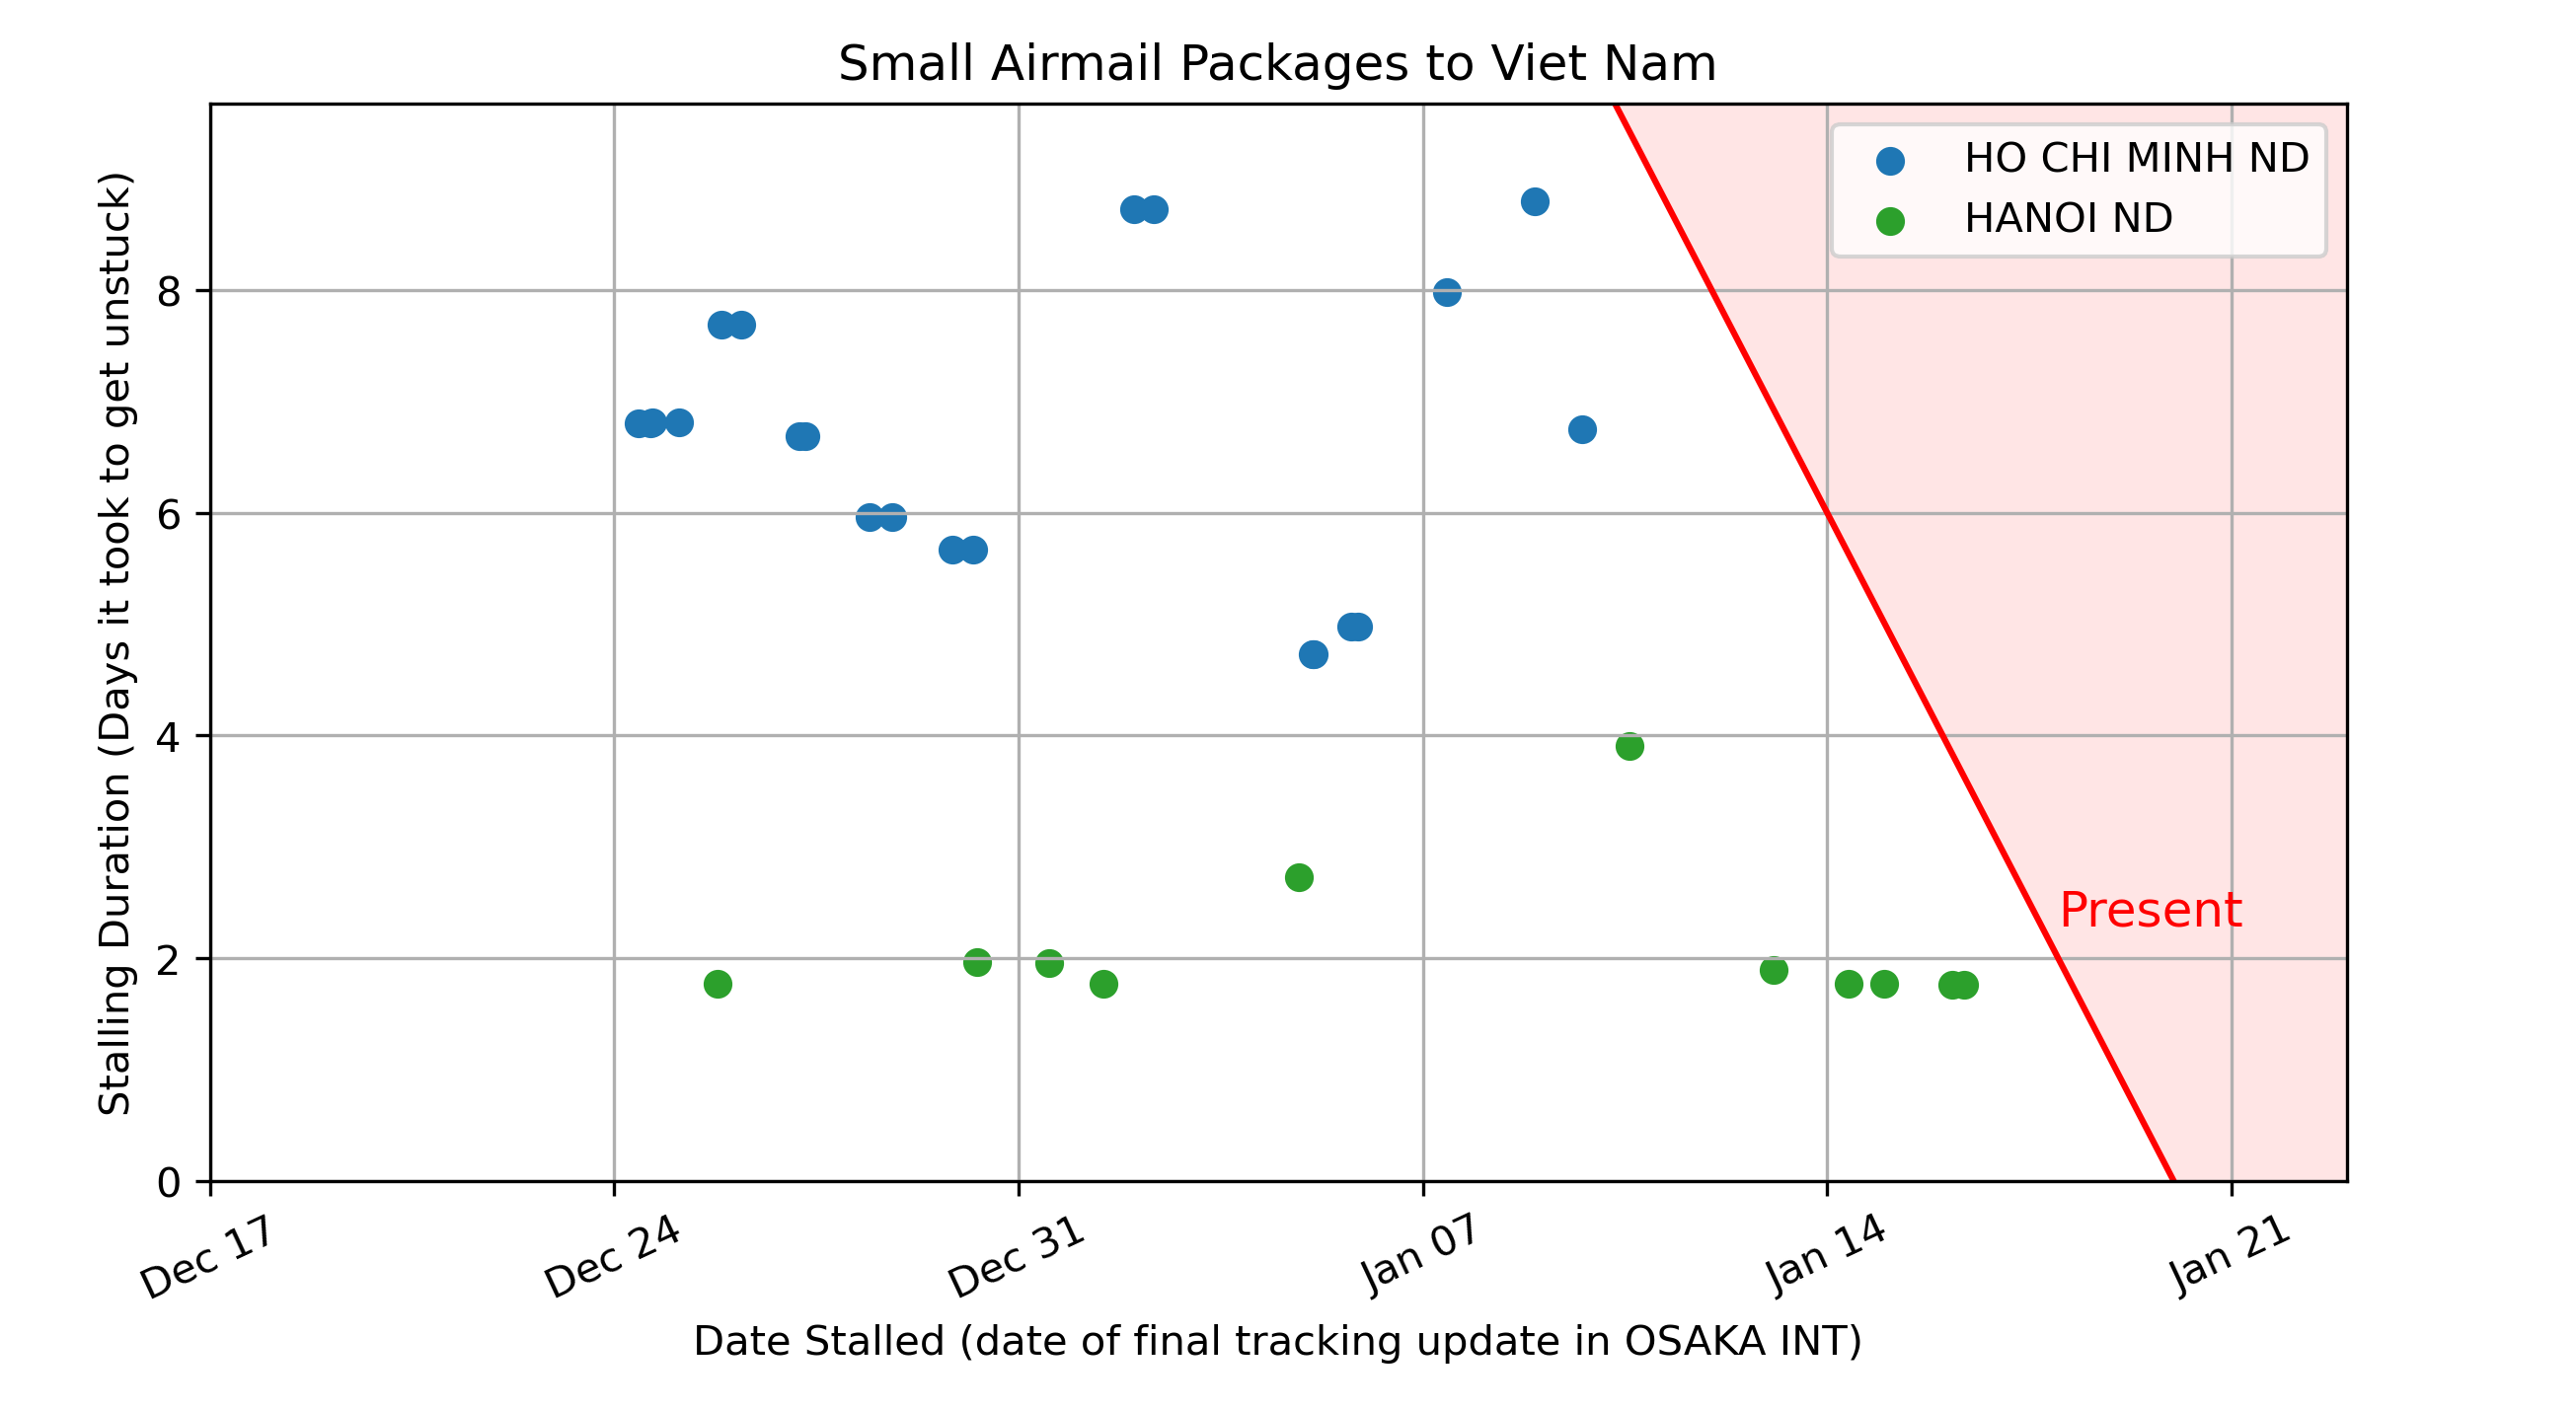 Small Airmail Packages to Viet Nam
HO CHI MINH ND
HANOI ND
Stalling Duration (Days it took to get unstuck)
8
6
4
2
0
Present
Dec 17
Dec 24
Dec 31
Jan 07
Jan 14
Jan 21
Date Stalled (date of final tracking update in OSAKA INT)